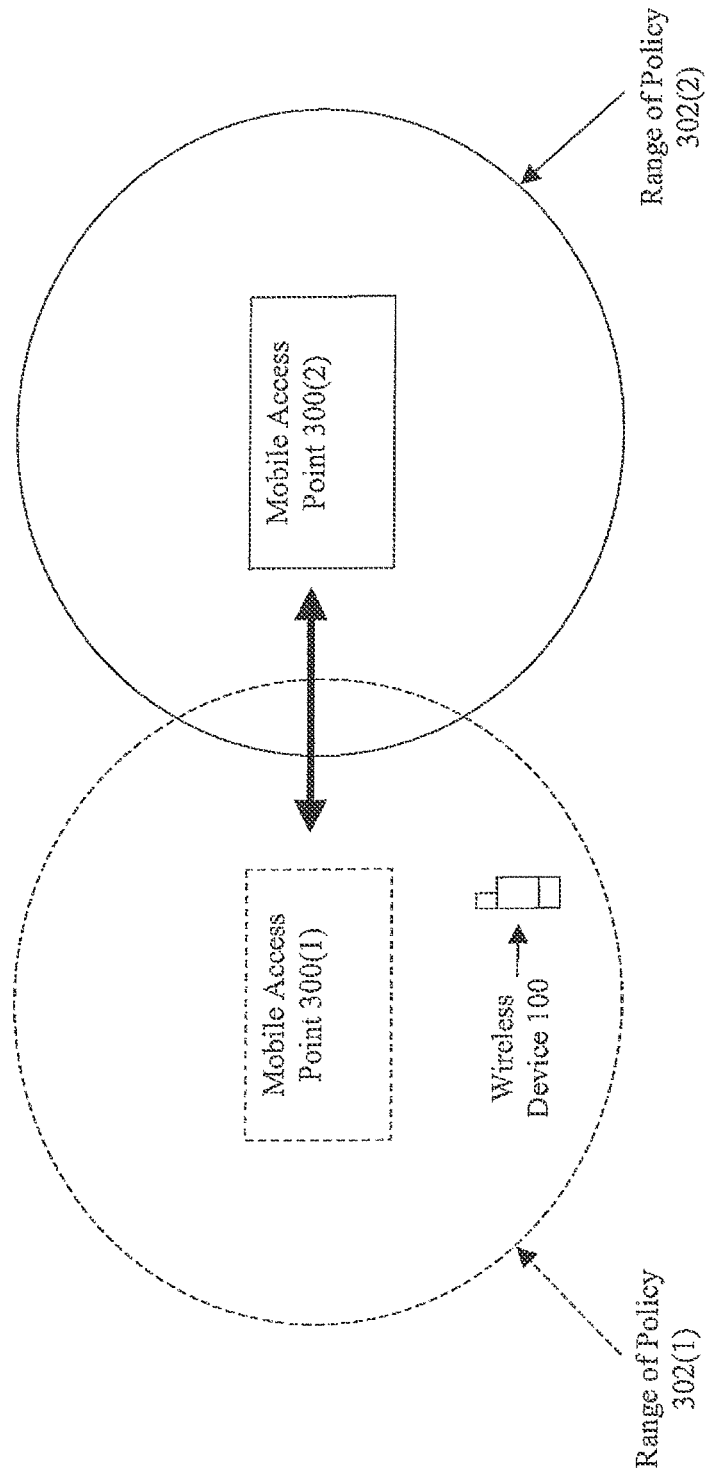 Mobile Access
Point 300(1)
Mobile Access
Point 300(2)
Wireless
Device 100
Range of Policy
302(1)
Range of Policy
302(2)